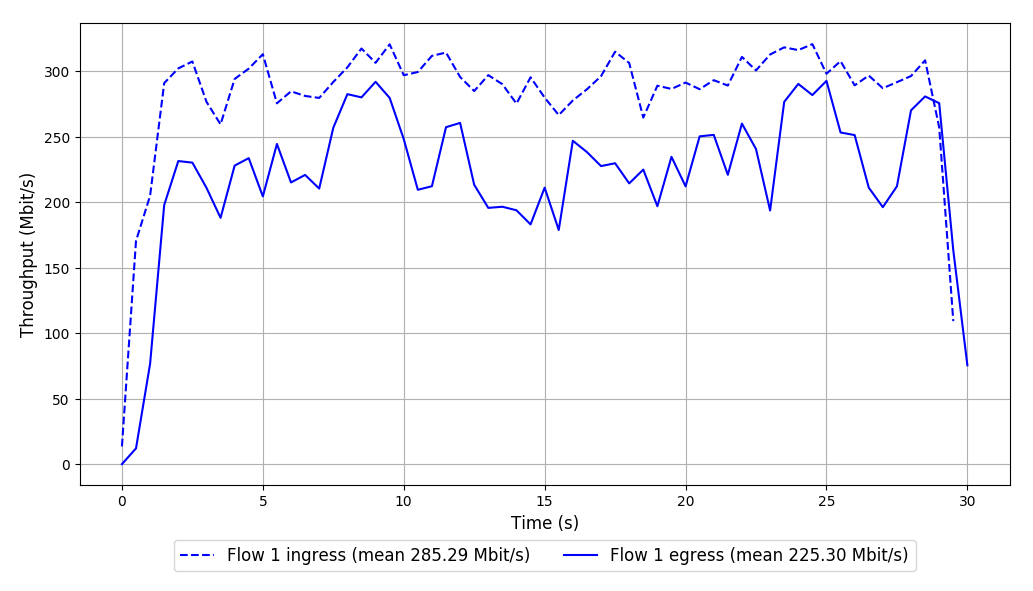 Throughput (Mbit/s)
300
250
200
150
100
50
0
0 5 10 15 20 25 30
Time (s)
Flow 1 ingress (mean 285.29 Mbit/s) Flow 1 egress (mean 225.30 Mbit/s)